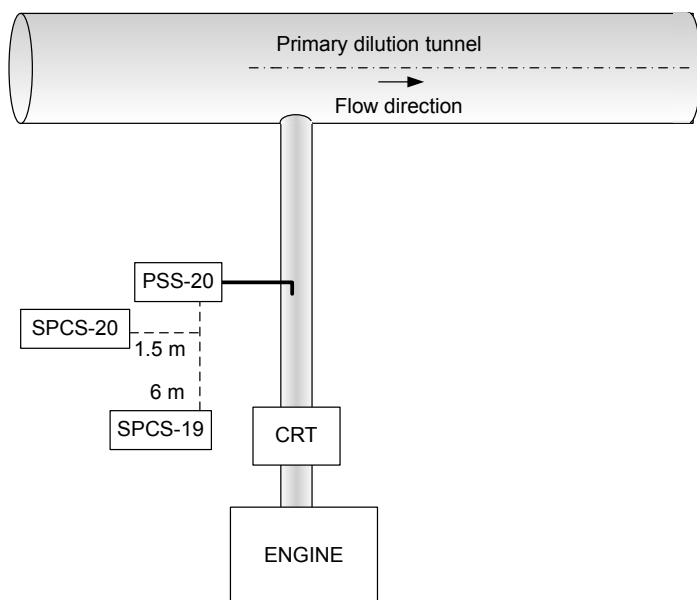 Primary dilution tunnel
Flow direction
PSS-20
SPCS-20
1.5 m
6 m
SPCS-19
CRT
ENGINE